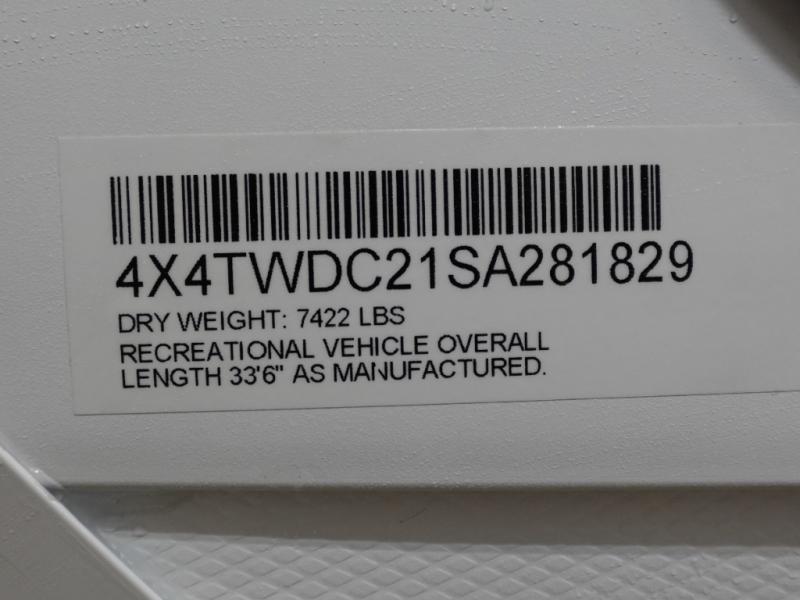 4X4TWDC21SA281829
DRY WEIGHT: 7422 LBS
RECREATIONAL VEHICLE OVERALL
LENGTH 33'6" AS MANUFACTURED.